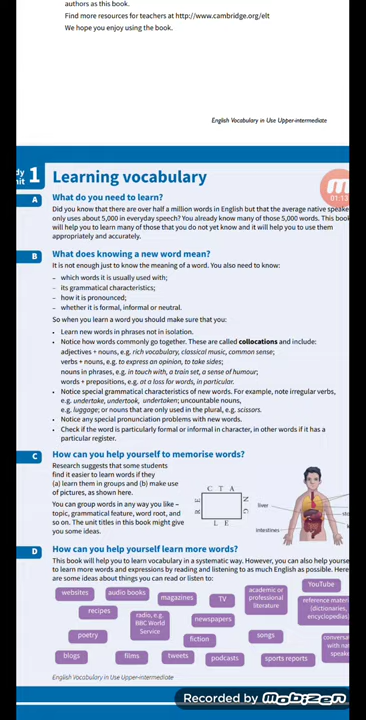 authors as this book.
Find more resources for teachers at http://www.cambridge.org/elt
We hope you enjoy using the book.
English Vocabulary in Use Upper-intermediate
1
Learning vocabulary
A
What do you need to learn?
Did you know that there are over half a million words in English but that the average native speake
only uses about 5,000 in everyday speech? You already know many of those 5,000 words. This book
will help you to learn many of those that you do not yet know and it will help you to use them
appropriately and accurately.
01:13
B
What does knowing a new word mean?
It is not enough just to know the meaning of a word. You also need to know:
– which words it is usually used with;
– its grammatical characteristics;
– how it is pronounced;
– whether it is formal, informal or neutral.
So when you learn a word you should make sure that you:
• Learn new words in phrases not in isolation.
• Notice how words commonly go together. These are called collocations and include:
adjectives + nouns, e.g. rich vocabulary, classical music, common sense;
verbs + nouns, e.g. to express an opinion, to take sides;
nouns in phrases, e.g. in touch with, a train set, a sense of humour;
words + prepositions, e.g. at a loss for words, in particular.
• Notice special grammatical characteristics of new words. For example, note irregular verbs,
e.g. undertake, undertook, undertaken; uncountable nouns,
e.g. luggage; or nouns that are only used in the plural, e.g. scissors.
• Notice any special pronunciation problems with new words.
• Check if the word is particularly formal or informal in character, in other words if it has a
particular register.
C
How can you help yourself to memorise words?
Research suggests that some students
find it easier to learn words if they
(a) learn them in groups and (b) make use
of pictures, as shown here.
You can group words in any way you like –
topic, grammatical feature, word root, and
so on. The unit titles in this book might give
you some ideas.
R E C T A N G L E
liver
intestines
D
How can you help yourself learn more words?
This book will help you to learn vocabulary in a systematic way. However, you can also help yourse
to learn more words and expressions by reading and listening to as much English as possible. Here
are some ideas about things you can read or listen to:
websites
audio books
magazines
TV
academic or
professional
literature
YouTube
recipes
radio, e.g.
BBC World
Service
newspapers
reference mater
(dictionaries,
encyclopedias)
poetry
fiction
songs
conversa
with nat
speake
blogs
films
tweets
podcasts
sports reports
English Vocabulary in Use Upper-intermediate
Recorded by MOBIZEN